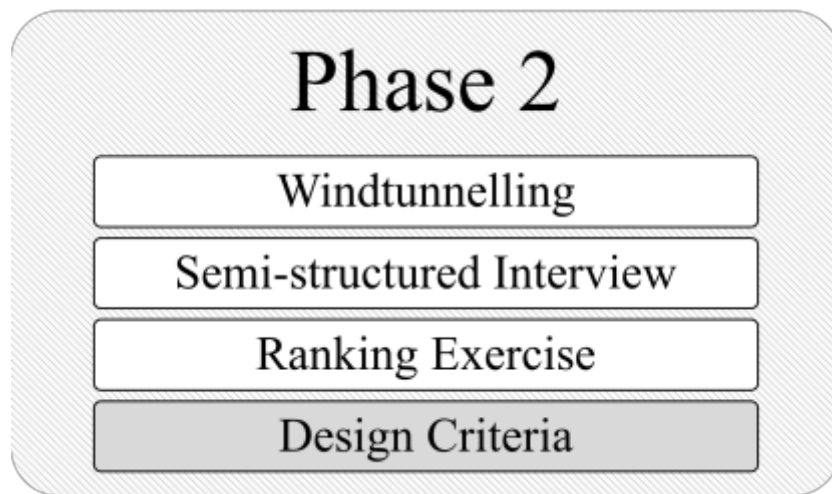 Phase 2
Windtunnelling
Semi-structured Interview
Ranking Exercise
Design Criteria